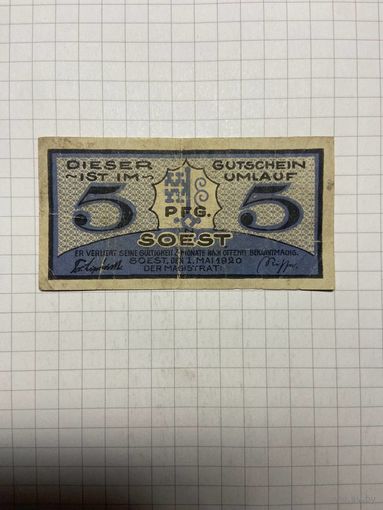 DIESER GUTSCHEIN
~IST IM~ UMLAUF
5 PFG. 5
SOEST
ER VERLIERT SEINE GÜLTIGKEIT 2 MONATE NACH ÖFFENTL. BEKANNTMACHG.
SOEST, DEN 1. MAI 1920
DER MAGISTRAT: